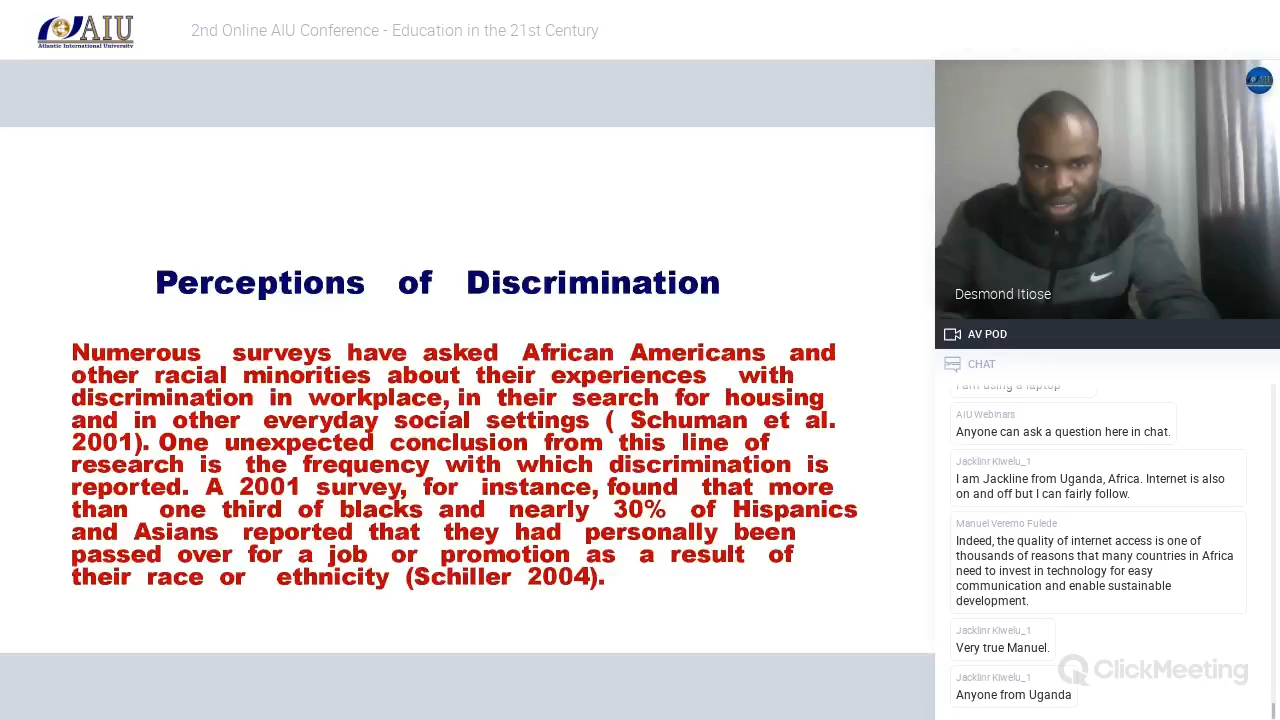 AIU
Atlantic International University
2nd Online AIU Conference - Education in the 21st Century
Perceptions of Discrimination
Numerous surveys have asked African Americans and
other racial minorities about their experiences with
discrimination in workplace, in their search for housing
and in other everyday social settings ( Schuman et al.
2001). One unexpected conclusion from this line of
research is the frequency with which discrimination is
reported. A 2001 survey, for instance, found that more
than one third of blacks and nearly 30% of Hispanics
and Asians reported that they had personally been
passed over for a job or promotion as a result of
their race or ethnicity (Schiller 2004).
Desmond Itiose
AV POD
CHAT
I am using a laptop
AIU Webinars
Anyone can ask a question here in chat.
Jacklinr Kiwelu_1
I am Jackline from Uganda, Africa. Internet is also
on and off but I can fairly follow.
Manuel Veremo Fulede
Indeed, the quality of internet access is one of
thousands of reasons that many countries in Africa
need to invest in technology for easy
communication and enable sustainable
development.
Jacklinr Kiwelu_1
Very true Manuel.
Jacklinr Kiwelu_1
Anyone from Uganda
ClickMeeting